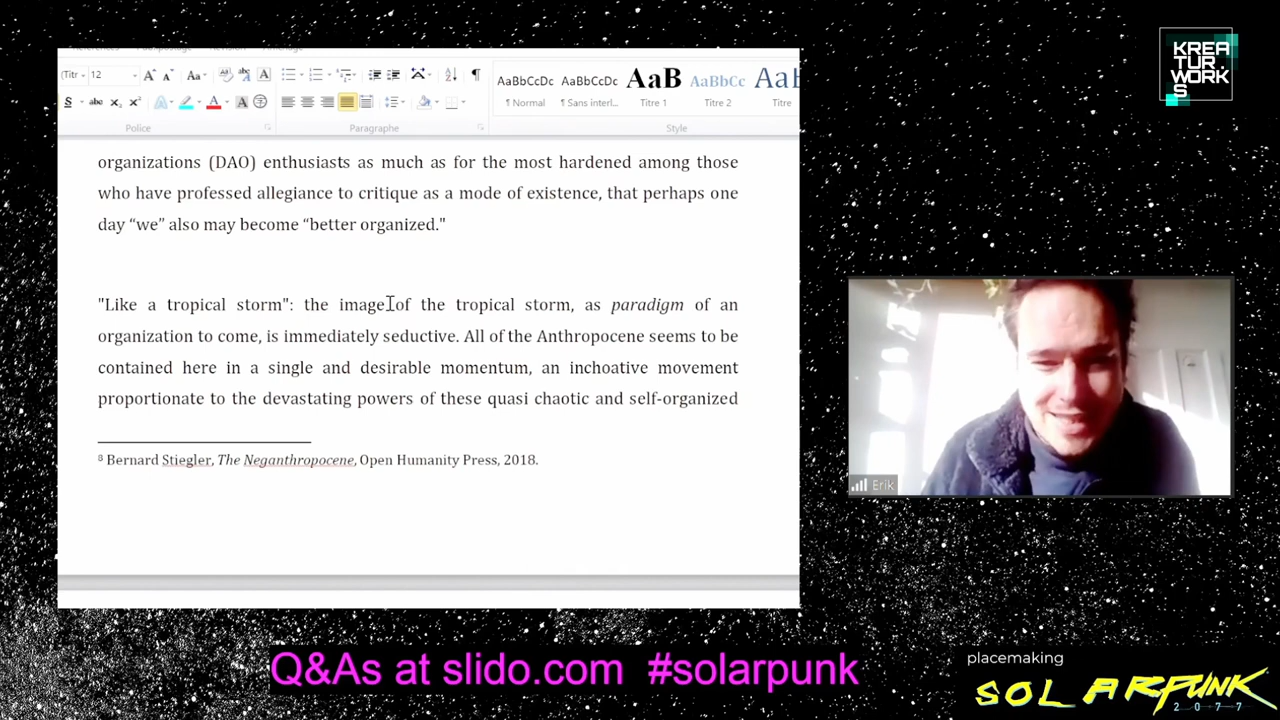 (Titr
12
Aa
A
S
abc
X₂
X²
A
A
AaBbCcDc
AaBbCcDc
AaB
AaBbCc
AaH
¶ Normal
¶ Sans interl...
Titre 1
Titre 2
Titre
Police
Paragraphe
Style
organizations (DAO) enthusiasts as much as for the most hardened among those
who have professed allegiance to critique as a mode of existence, that perhaps one
day “we” also may become “better organized."
"Like a tropical storm": the image of the tropical storm, as paradigm of an
organization to come, is immediately seductive. All of the Anthropocene seems to be
contained here in a single and desirable momentum, an inchoative movement
proportionate to the devastating powers of these quasi chaotic and self-organized
⁸ Bernard Stiegler, The Neganthropocene, Open Humanity Press, 2018.
KREA
TUR.
WORK
S
Erik
Q&As at slido.com #solarpunk
placemaking
SOLARPUNK
2077